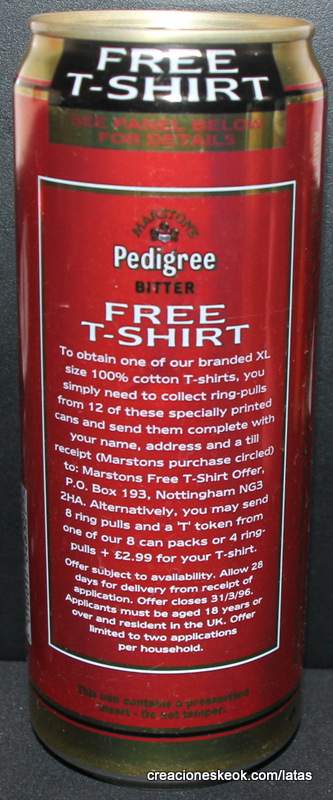 FREE
T-SHIRT
SEE PANEL BELOW
FOR DETAILS
MARSTON'S
Pedigree
BITTER
FREE
T-SHIRT
To obtain one of our branded XL
size 100% cotton T-shirts, you
simply need to collect ring-pulls
from 12 of these specially printed
cans and send them complete with
your name, address and a till
receipt (Marstons purchase circled)
to: Marstons Free T-Shirt Offer,
P.O. Box 193, Nottingham NG3
2HA. Alternatively, you may send
8 ring pulls and a 'T' token from
one of our 8 can packs or 4 ring-
pulls + £2.99 for your T-shirt.
Offer subject to availability. Allow 28
days for delivery from receipt of
application. Offer closes 31/3/96.
Applicants must be aged 18 years or
over and resident in the UK. Offer
limited to two applications
per household.
This can contains a pressurised
insert - Do not tamper.
creacioneskeok.com/latas